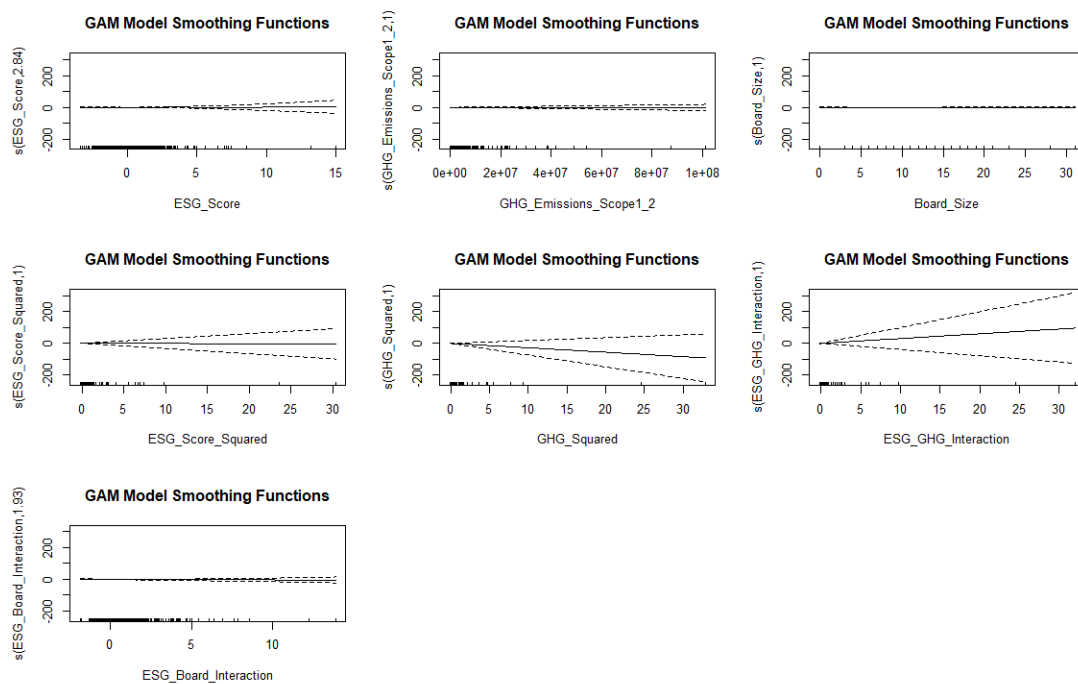 GAM Model Smoothing Functions
s(ESG_Score,2.84)
-200 0 200
0 5 10 15
ESG_Score
GAM Model Smoothing Functions
s(GHG_Emissions_Scope1_2,1)
-200 0 200
0e+00 2e+07 4e+07 6e+07 8e+07 1e+08
GHG_Emissions_Scope1_2
GAM Model Smoothing Functions
s(Board_Size,1)
-200 0 200
0 5 10 15 20 25 30
Board_Size
GAM Model Smoothing Functions
s(ESG_Score_Squared,1)
-200 0 200
0 5 10 15 20 25 30
ESG_Score_Squared
GAM Model Smoothing Functions
s(GHG_Squared,1)
-200 0 200
0 5 10 15 20 25 30
GHG_Squared
GAM Model Smoothing Functions
s(ESG_GHG_Interaction,1)
-200 0 200
0 5 10 15 20 25 30
ESG_GHG_Interaction
GAM Model Smoothing Functions
s(ESG_Board_Interaction,1.93)
-200 0 200
0 5 10
ESG_Board_Interaction